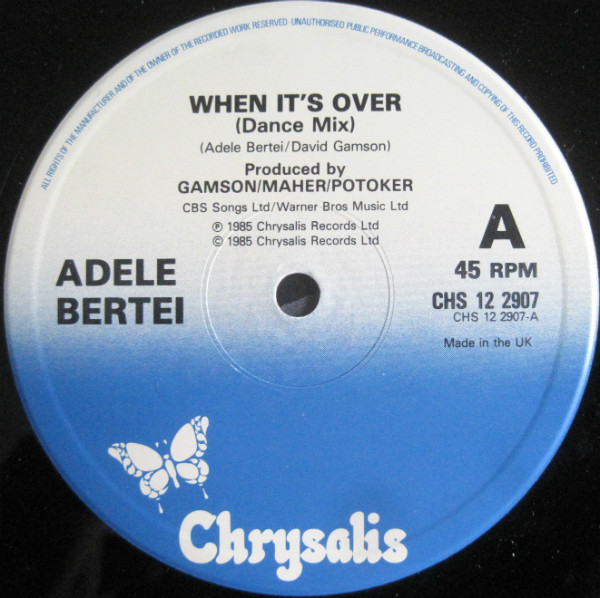 ALL RIGHTS OF THE MANUFACTURER AND OF THE OWNER OF THE RECORDED WORK RESERVED · UNAUTHORISED PUBLIC PERFORMANCE BROADCASTING AND COPYING OF THIS RECORD PROHIBITED
WHEN IT'S OVER
(Dance Mix)
(Adele Bertei/David Gamson)
Produced by
GAMSON/MAHER/POTOKER
CBS Songs Ltd/Warner Bros Music Ltd
℗ 1985 Chrysalis Records Ltd
© 1985 Chrysalis Records Ltd
A
ADELE
BERTEI
45 RPM
CHS 12 2907
CHS 12 2907-A
Made in the UK
Chrysalis